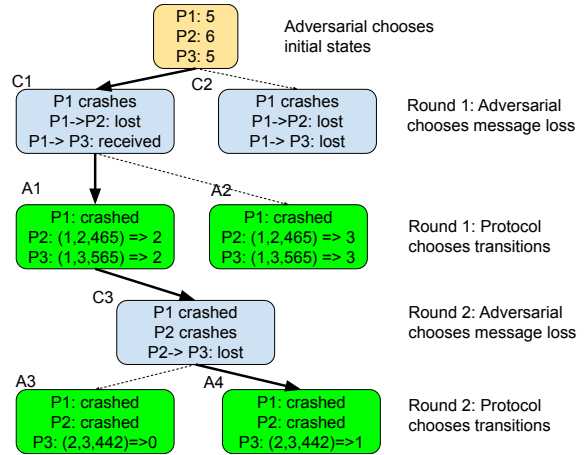 P1: 5
P2: 6
P3: 5
Adversarial chooses
initial states
C1
C2
P1 crashes
P1->P2: lost
P1-> P3: received
P1 crashes
P1->P2: lost
P1-> P3: lost
Round 1: Adversarial
chooses message loss
A1
A2
P1: crashed
P2: (1,2,465) => 2
P3: (1,3,565) => 2
P1: crashed
P2: (1,2,465) => 3
P3: (1,3,565) => 3
Round 1: Protocol
chooses transitions
C3
P1 crashed
P2 crashes
P2-> P3: lost
Round 2: Adversarial
chooses message loss
A3
A4
P1: crashed
P2: crashed
P3: (2,3,442)=>0
P1: crashed
P2: crashed
P3: (2,3,442)=>1
Round 2: Protocol
chooses transitions